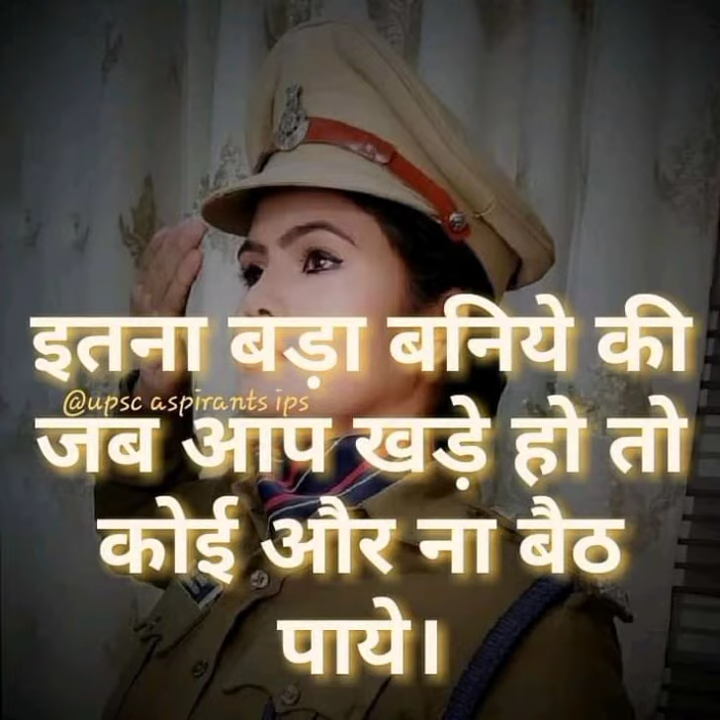 इतना बड़ा बनिये की
@upsc aspirants ips
जब आप खड़े हो तो
कोई और ना बैठ
पाये।